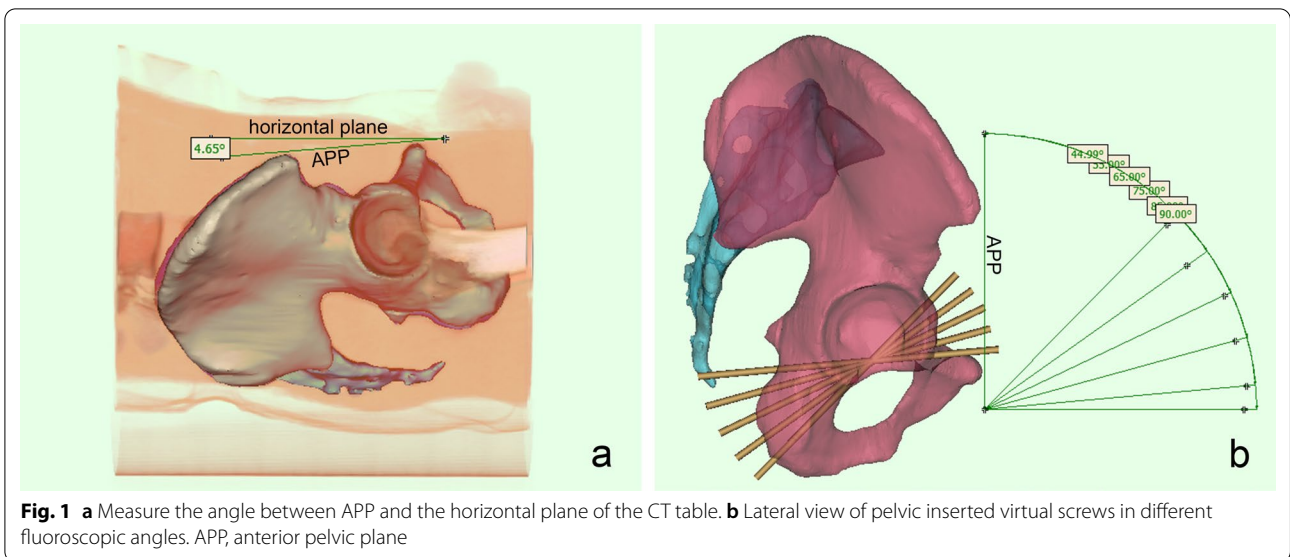 horizontal plane
4.65°
APP
a
44.99°
65.00°
75.00°
90.00°
APP
b
Fig. 1 a Measure the angle between APP and the horizontal plane of the CT table. b Lateral view of pelvic inserted virtual screws in different
fluoroscopic angles. APP, anterior pelvic plane